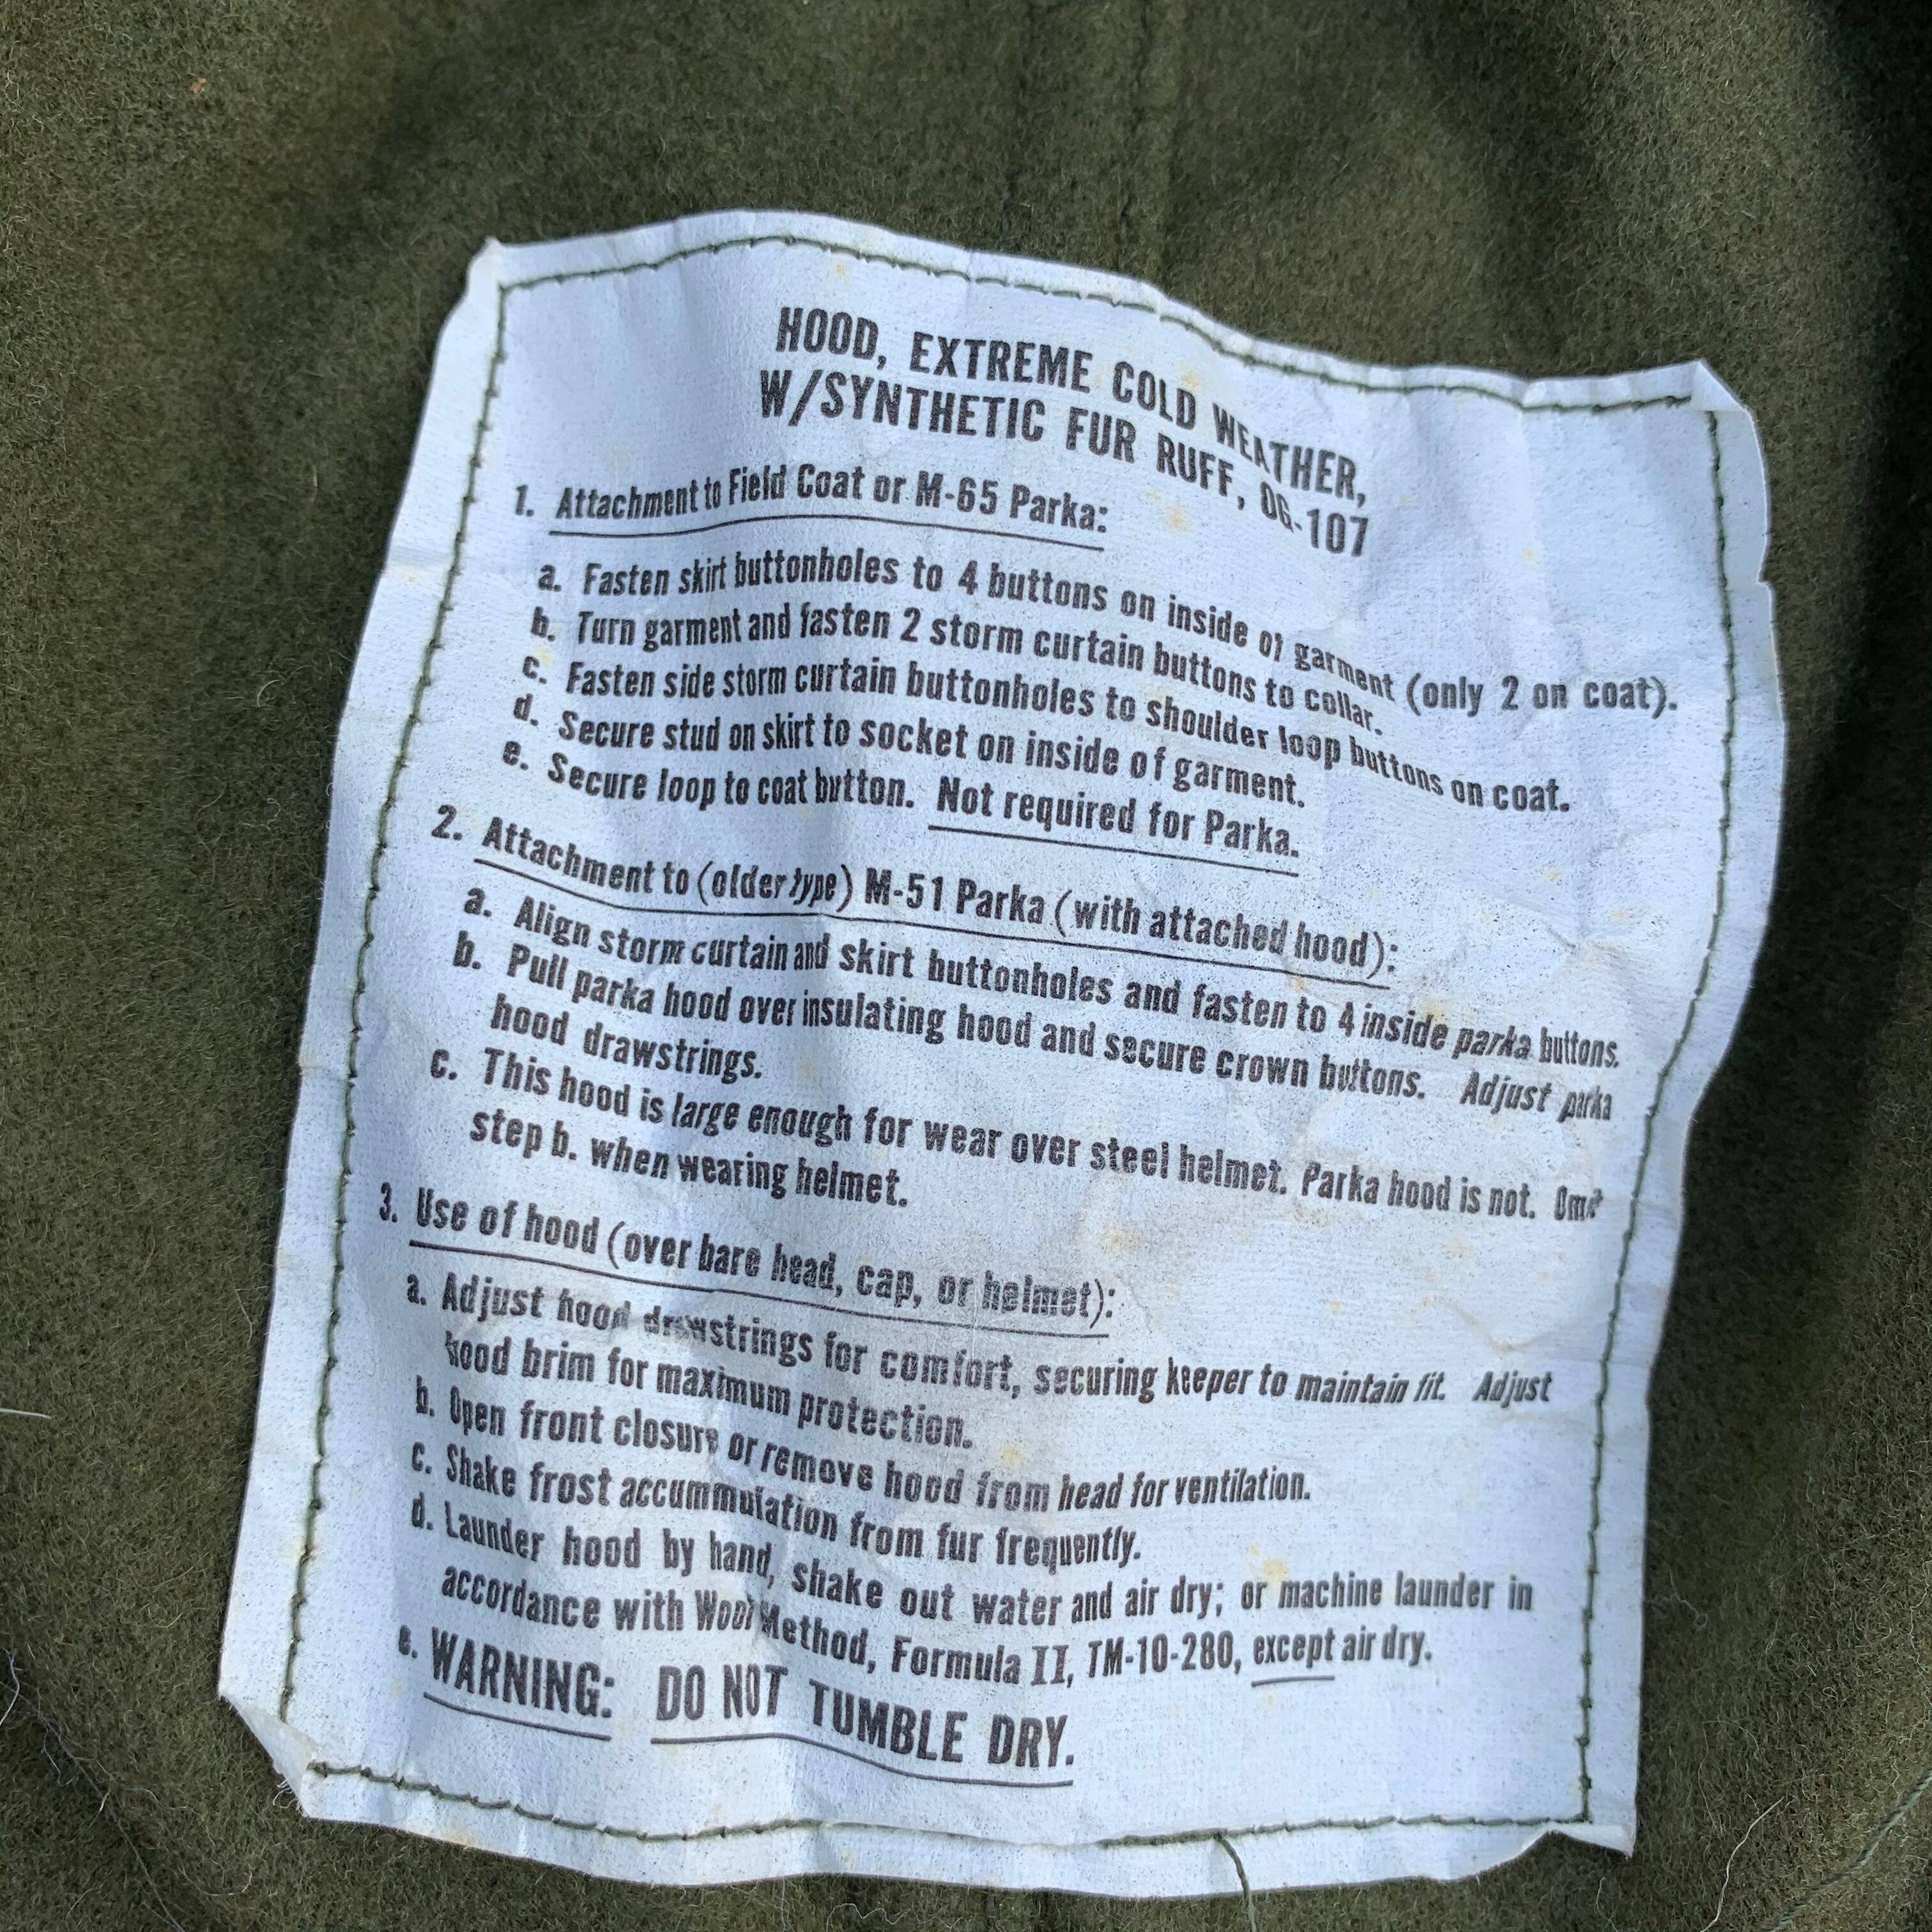 HOOD, EXTREME COLD WEATHER,
W/SYNTHETIC FUR RUFF, OG-107
1. Attachment to Field Coat or M-65 Parka:
a. Fasten skirt buttonholes to 4 buttons on inside of garment (only 2 on coat).
b. Turn garment and fasten 2 storm curtain buttons to collar.
c. Fasten side storm curtain buttonholes to shoulder loop buttons on coat.
d. Secure stud on skirt to socket on inside of garment.
e. Secure loop to coat button. Not required for Parka.
2. Attachment to (older type) M-51 Parka (with attached hood):
a. Align storm curtain and skirt buttonholes and fasten to 4 inside parka buttons.
b. Pull parka hood over insulating hood and secure crown buttons. Adjust parka
hood drawstrings.
c. This hood is large enough for wear over steel helmet. Parka hood is not. Omit
step b. when wearing helmet.
3. Use of hood (over bare head, cap, or helmet):
a. Adjust hood drawstrings for comfort, securing keeper to maintain fit. Adjust
hood brim for maximum protection.
b. Open front closure or remove hood from head for ventilation.
c. Shake frost accummulation from fur frequently.
d. Launder hood by hand, shake out water and air dry; or machine launder in
accordance with Wool Method, Formula II, TM-10-280, except air dry.
e. WARNING: DO NOT TUMBLE DRY.